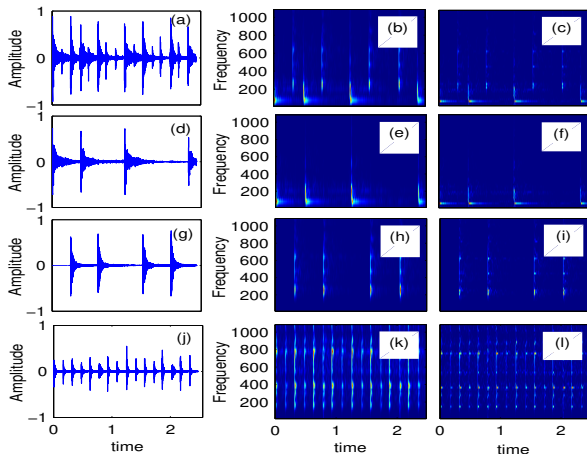 1
0
−1
Amplitude
(a)
1000
800
600
400
200
Frequency
(b)
(c)
1
0
−1
Amplitude
(d)
1000
800
600
400
200
Frequency
(e)
(f)
1
0
−1
Amplitude
(g)
1000
800
600
400
200
Frequency
(h)
(i)
1
0
−1
Amplitude
(j)
1000
800
600
400
200
Frequency
(k)
(l)
0 1 2
time
0 1 2
time
0 1 2
time